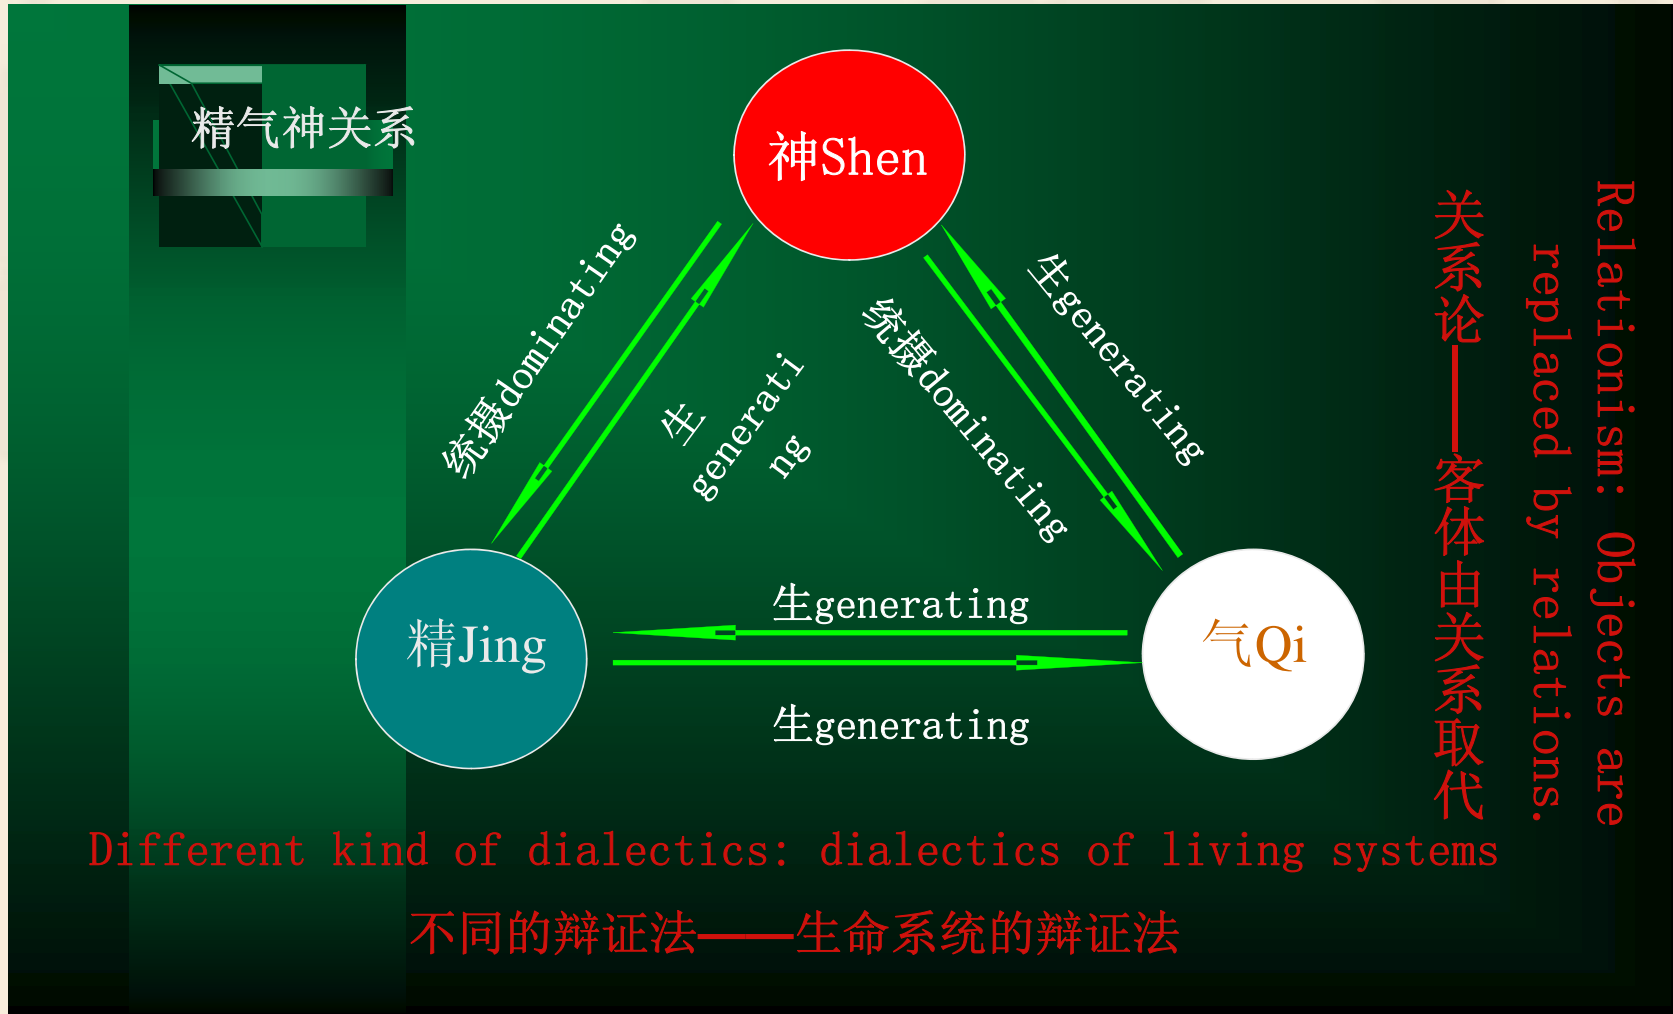 精气神关系
神Shen
统摄dominating
生
generati
ng
统摄dominating
生generating
生generating
精Jing
气Qi
生generating
关系论——客体由关系取代
Relationism: Objects are
replaced by relations.
Different kind of dialectics: dialectics of living systems
不同的辩证法——生命系统的辩证法